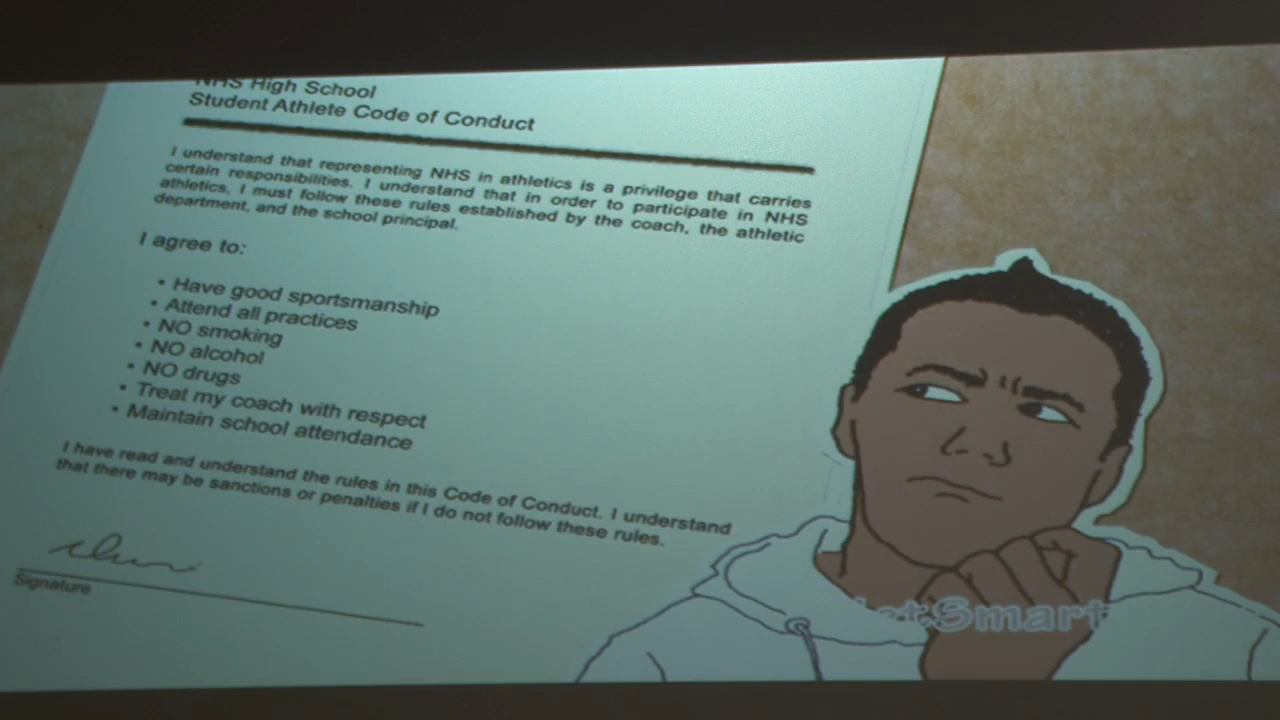 NHS High School
Student Athlete Code of Conduct
I understand that representing NHS in athletics is a privilege that carries
certain responsibilities. I understand that in order to participate in NHS
athletics, I must follow these rules established by the coach, the athletic
department, and the school principal.
I agree to:
• Have good sportsmanship
• Attend all practices
• NO smoking
• NO alcohol
• NO drugs
• Treat my coach with respect
• Maintain school attendance
I have read and understand the rules in this Code of Conduct. I understand
that there may be sanctions or penalties if I do not follow these rules.
Signature